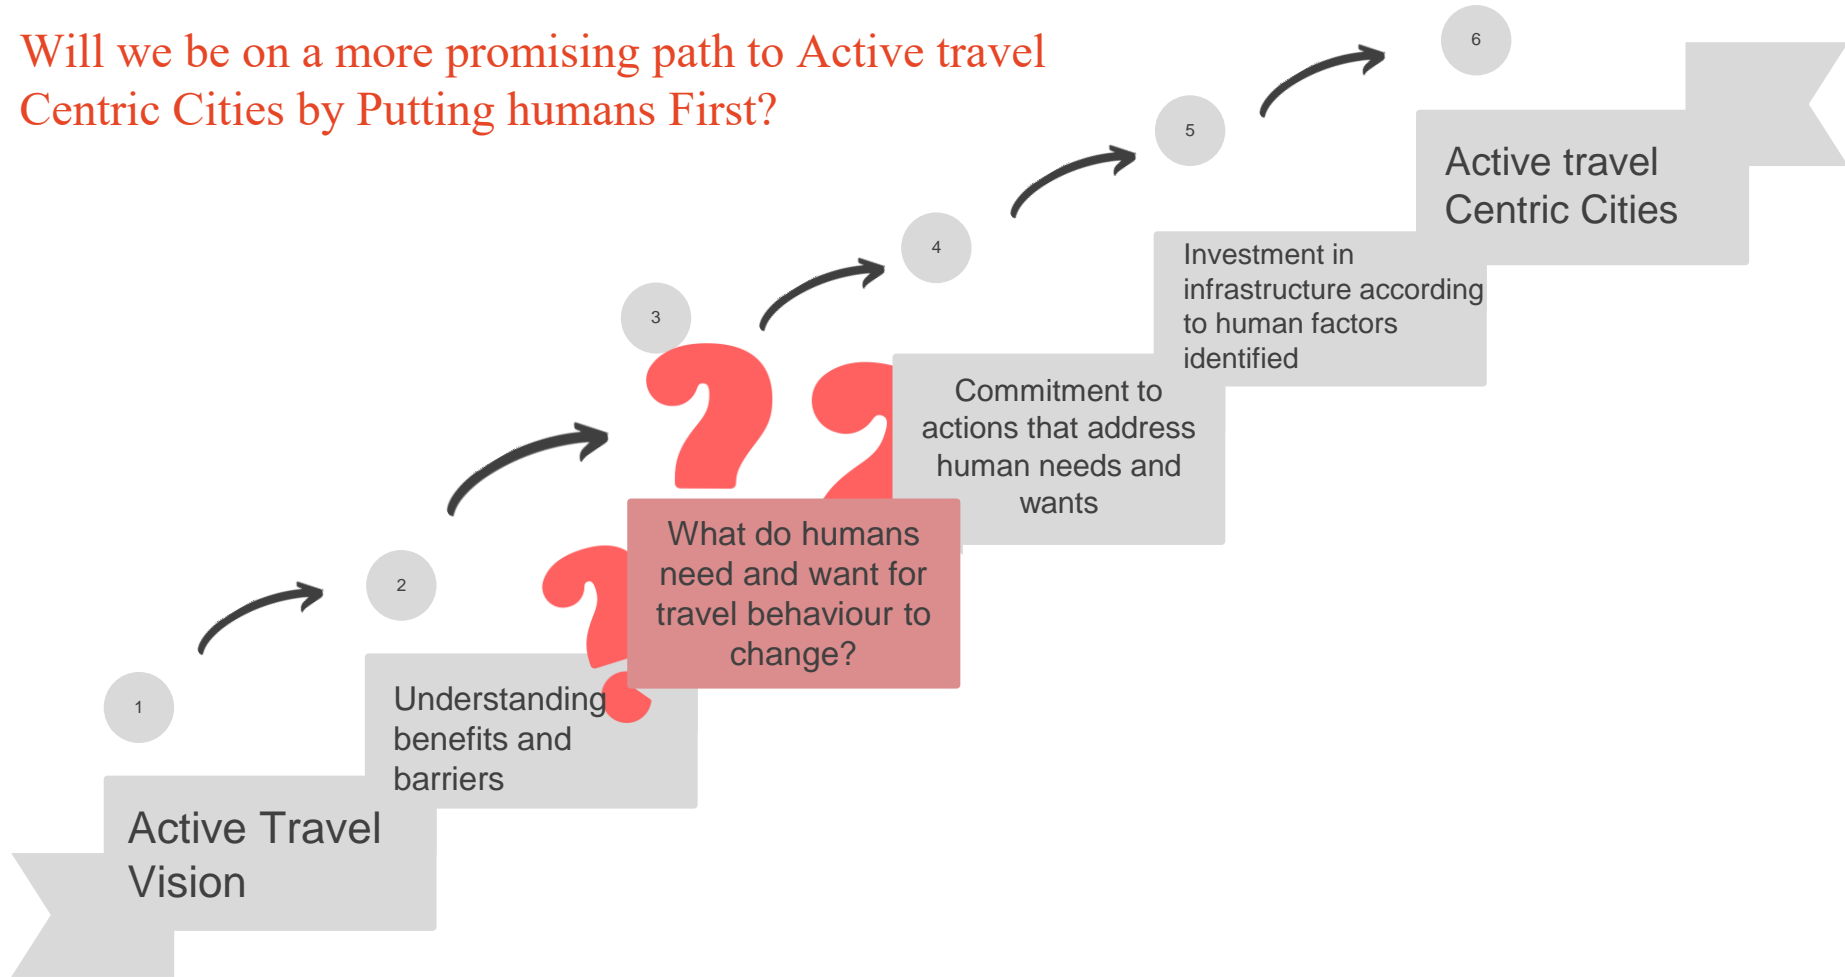 Will we be on a more promising path to Active travel
Centric Cities by Putting humans First?
1
Active Travel
Vision
2
Understanding
benefits and
barriers
3
What do humans
need and want for
travel behaviour to
change?
4
Commitment to
actions that address
human needs and
wants
5
Investment in
infrastructure according
to human factors
identified
6
Active travel
Centric Cities